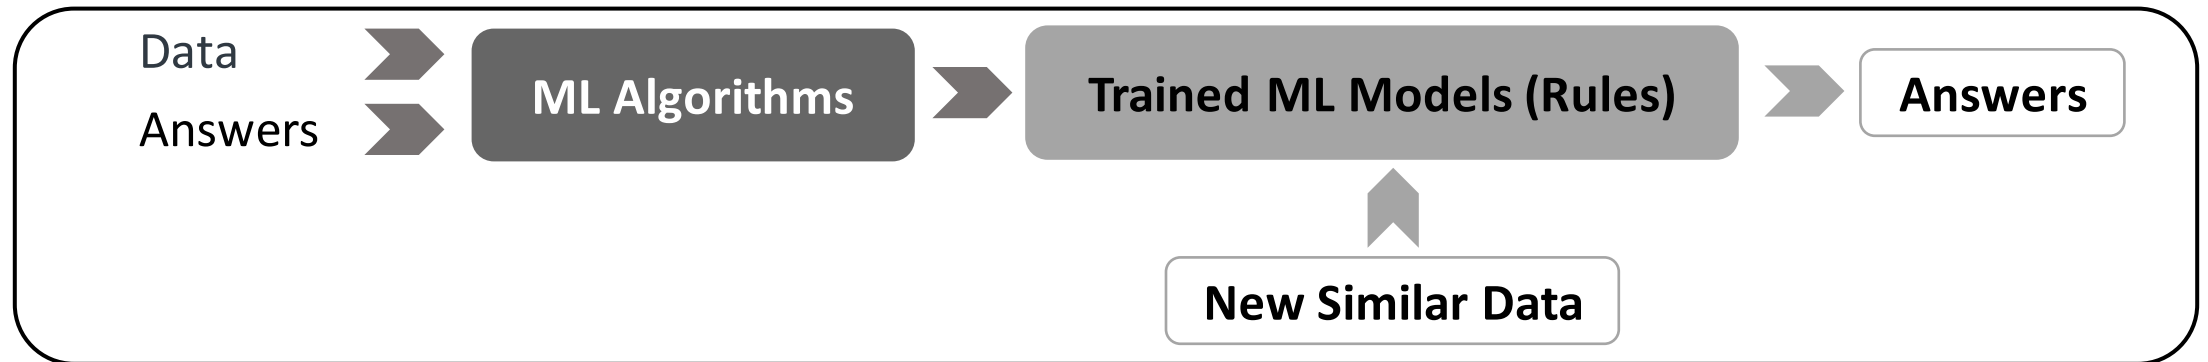 Data
Answers
ML Algorithms
Trained ML Models (Rules)
Answers
New Similar Data